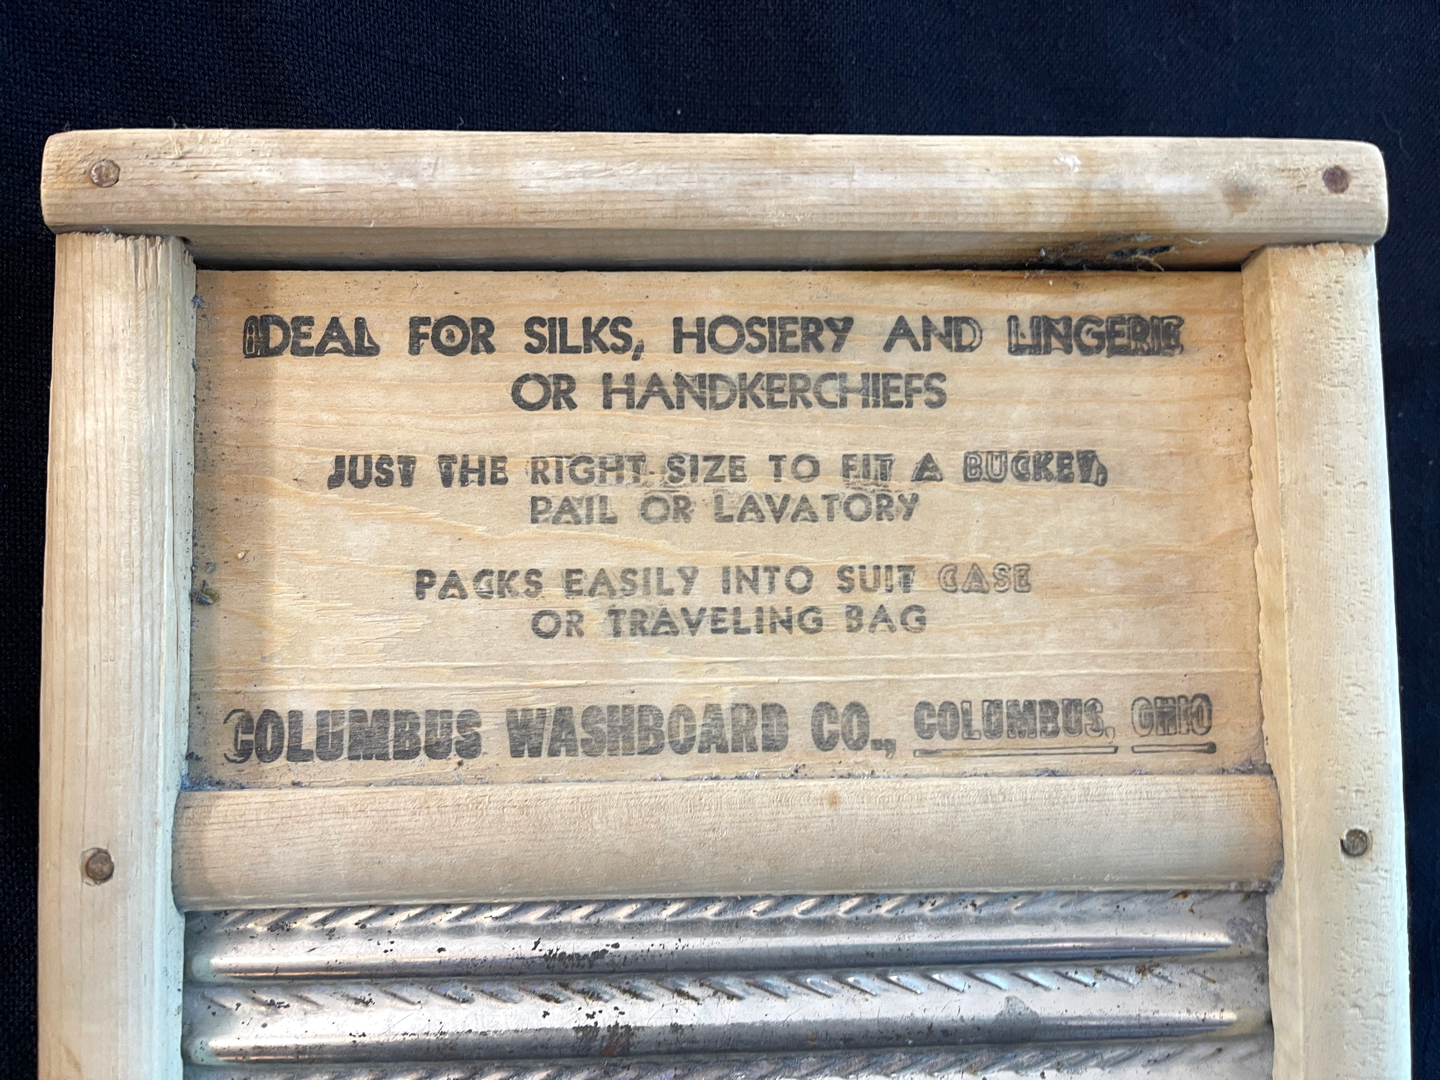 IDEAL FOR SILKS, HOSIERY AND LINGERIE
OR HANDKERCHIEFS
JUST THE RIGHT SIZE TO FIT A BUCKET,
PAIL OR LAVATORY
PACKS EASILY INTO SUIT CASE
OR TRAVELING BAG
COLUMBUS WASHBOARD CO., COLUMBUS, OHIO